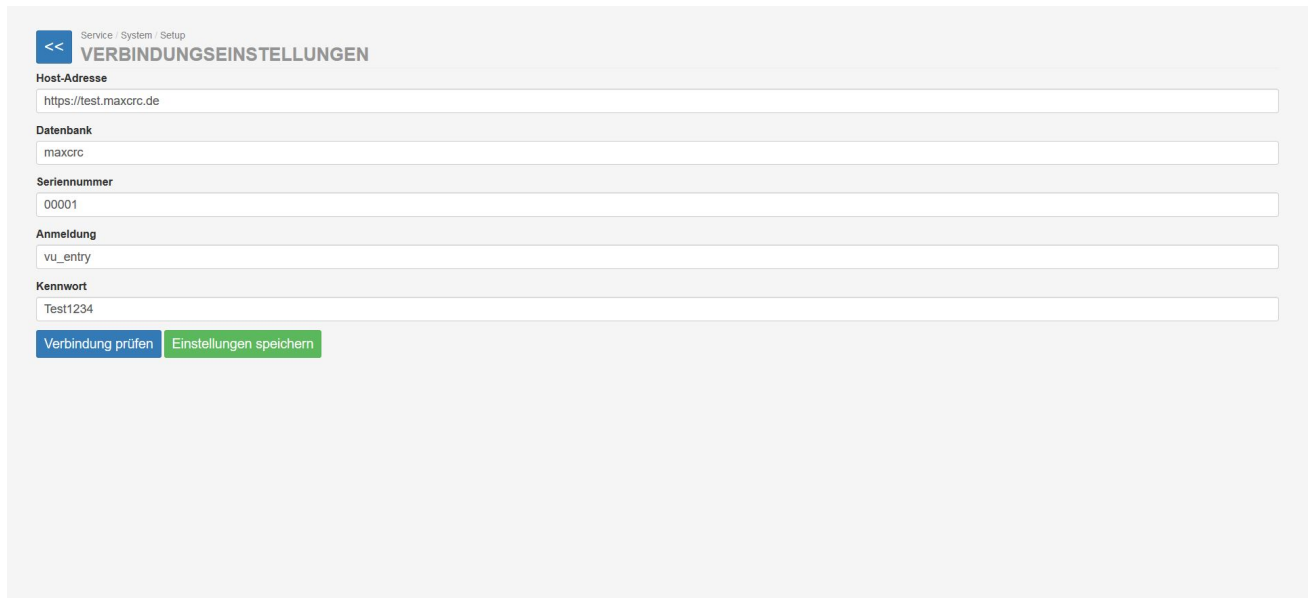 <<
Service / System / Setup
VERBINDUNGSEINSTELLUNGEN
Host-Adresse
https://test.maxcrc.de
Datenbank
maxcrc
Seriennummer
00001
Anmeldung
vu_entry
Kennwort
Test1234
Verbindung prüfen Einstellungen speichern